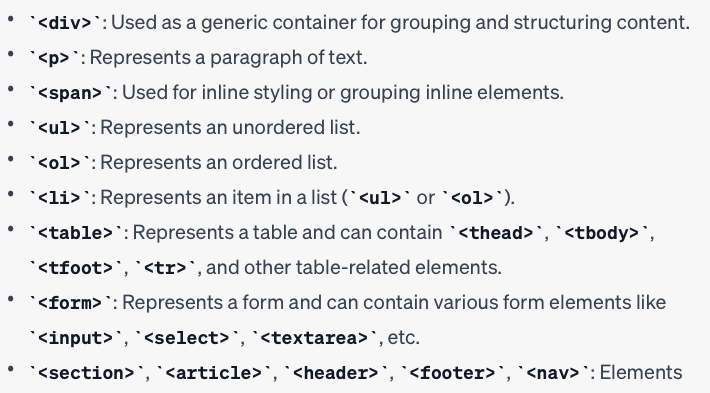 • `<div>`: Used as a generic container for grouping and structuring content.
• `<p>`: Represents a paragraph of text.
• `<span>`: Used for inline styling or grouping inline elements.
• `<ul>`: Represents an unordered list.
• `<ol>`: Represents an ordered list.
• `<li>`: Represents an item in a list (`<ul>` or `<ol>`).
• `<table>`: Represents a table and can contain `<thead>`, `<tbody>`,
`<tfoot>`, `<tr>`, and other table-related elements.
• `<form>`: Represents a form and can contain various form elements like
`<input>`, `<select>`, `<textarea>`, etc.
• `<section>`, `<article>`, `<header>`, `<footer>`, `<nav>`: Elements